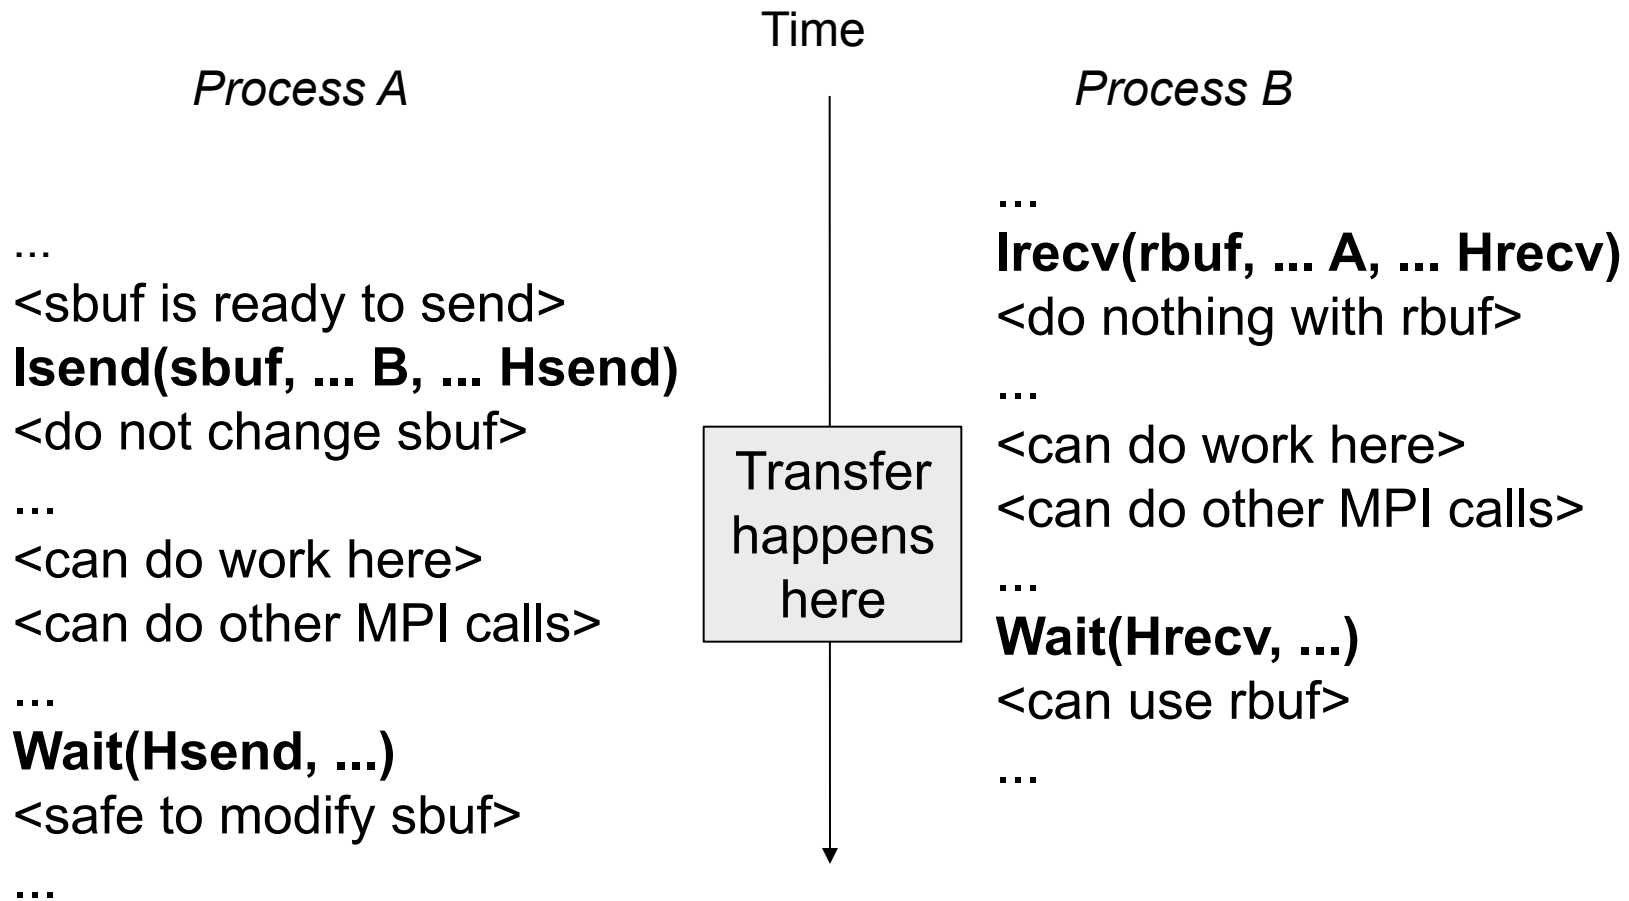 Time
Process A
...
<sbuf is ready to send>
Isend(sbuf, ... B, ... Hsend)
<do not change sbuf>
...
<can do work here>
<can do other MPI calls>
...
Wait(Hsend, ...)
<safe to modify sbuf>
...
Transfer
happens
here
Process B
...
Irecv(rbuf, ... A, ... Hrecv)
<do nothing with rbuf>
...
<can do work here>
<can do other MPI calls>
...
Wait(Hrecv, ...)
<can use rbuf>
...